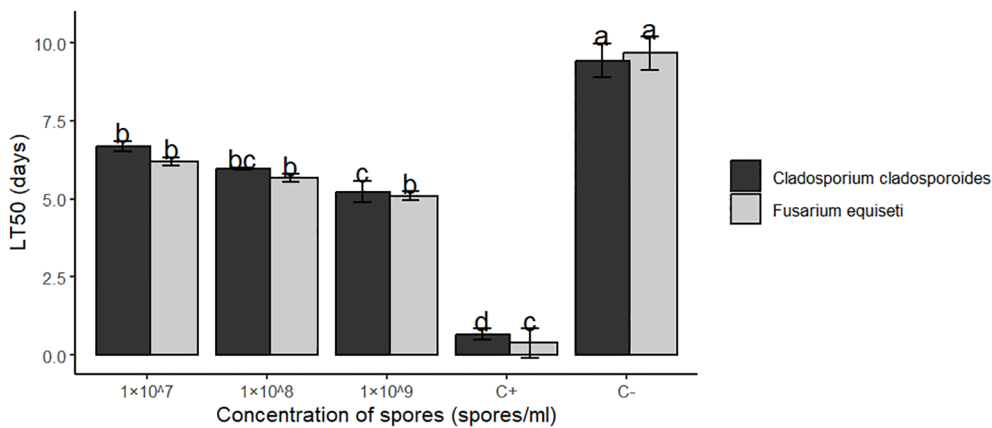 10.0
7.5
5.0
2.5
0.0
LT50 (days)
b
b
bc
b
c
b
d
c
a
a
1×10^7
1×10^8
1×10^9
C+
C-
Concentration of spores (spores/ml)
Cladosporium cladosporoides
Fusarium equiseti